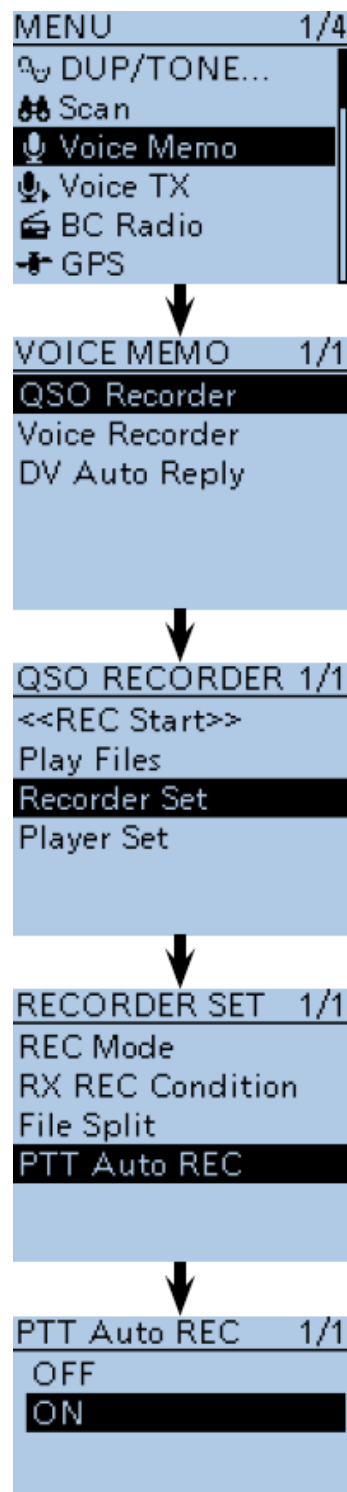 MENU 1/4
DUP/TONE...
Scan
Voice Memo
Voice TX
BC Radio
GPS
VOICE MEMO 1/1
QSO Recorder
Voice Recorder
DV Auto Reply
QSO RECORDER 1/1
<<REC Start>>
Play Files
Recorder Set
Player Set
RECORDER SET 1/1
REC Mode
RX REC Condition
File Split
PTT Auto REC
PTT Auto REC 1/1
OFF
ON